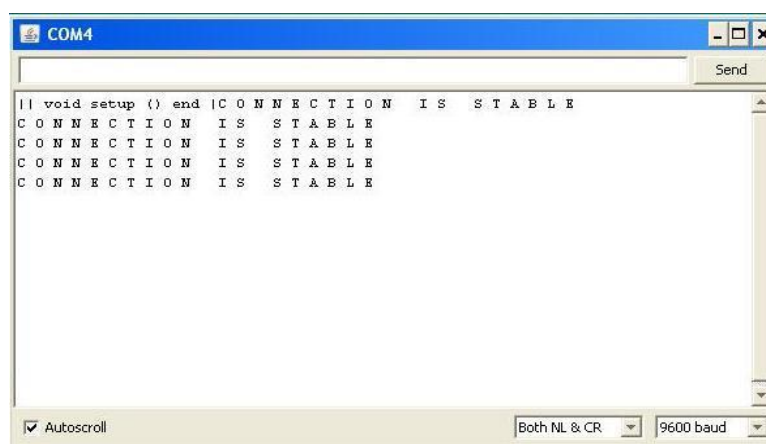 COM4
Send
|| void setup () end |C O N N E C T I O N   I S   S T A B L E
C O N N E C T I O N   I S   S T A B L E
C O N N E C T I O N   I S   S T A B L E
C O N N E C T I O N   I S   S T A B L E
C O N N E C T I O N   I S   S T A B L E
Autoscroll Both NL & CR 9600 baud